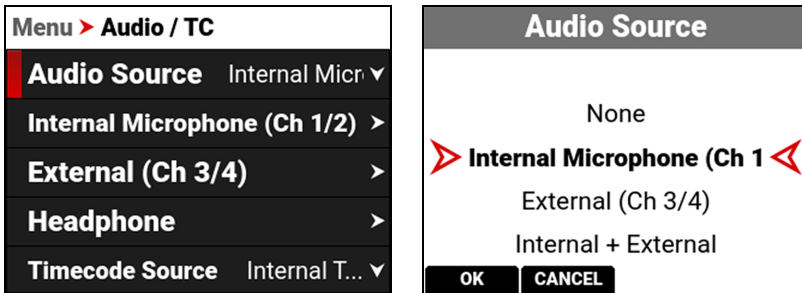 Menu > Audio / TC
Audio Source Internal Micr
Internal Microphone (Ch 1/2)
External (Ch 3/4)
Headphone
Timecode Source Internal T...
Audio Source
None
Internal Microphone (Ch 1
External (Ch 3/4)
Internal + External
OK CANCEL